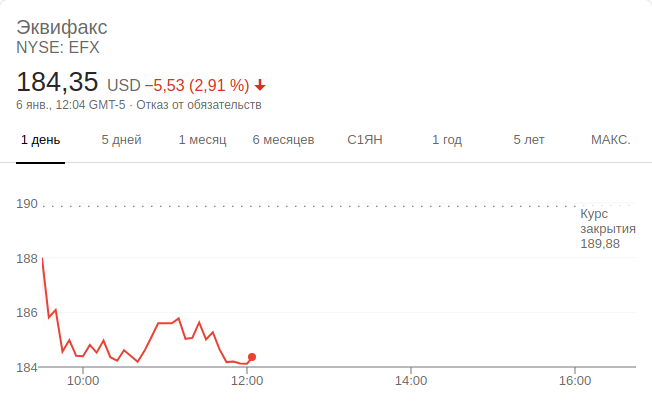 Эквифакс
NYSE: EFX
184,35 USD −5,53 (2,91 %)
6 янв., 12:04 GMT-5 · Отказ от обязательств
1 день 5 дней 1 месяц 6 месяцев С1ЯН 1 год 5 лет МАКС.
190
Курс
закрытия
189,88
188
186
184
10:00 12:00 14:00 16:00